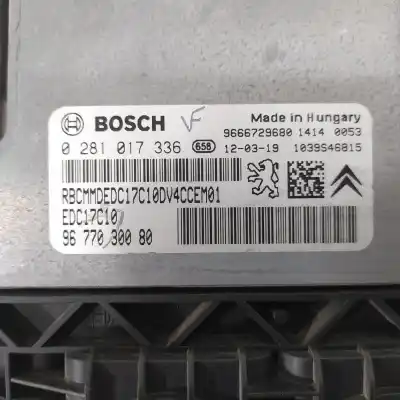 BOSCH VF Made in Hungary
9666729680 1414 0053
0 281 017 336 656 12-03-19 1039S46815
RBCMMDEDC17C10DV4CCEM01
EDC17C10
96 770 300 80